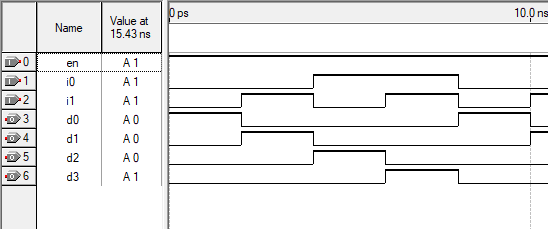 Name
Value at
15.43 ns
0 ps
10.0 ns
0 en A 1
1 i0 A 1
2 i1 A 1
3 d0 A 0
4 d1 A 0
5 d2 A 0
6 d3 A 1